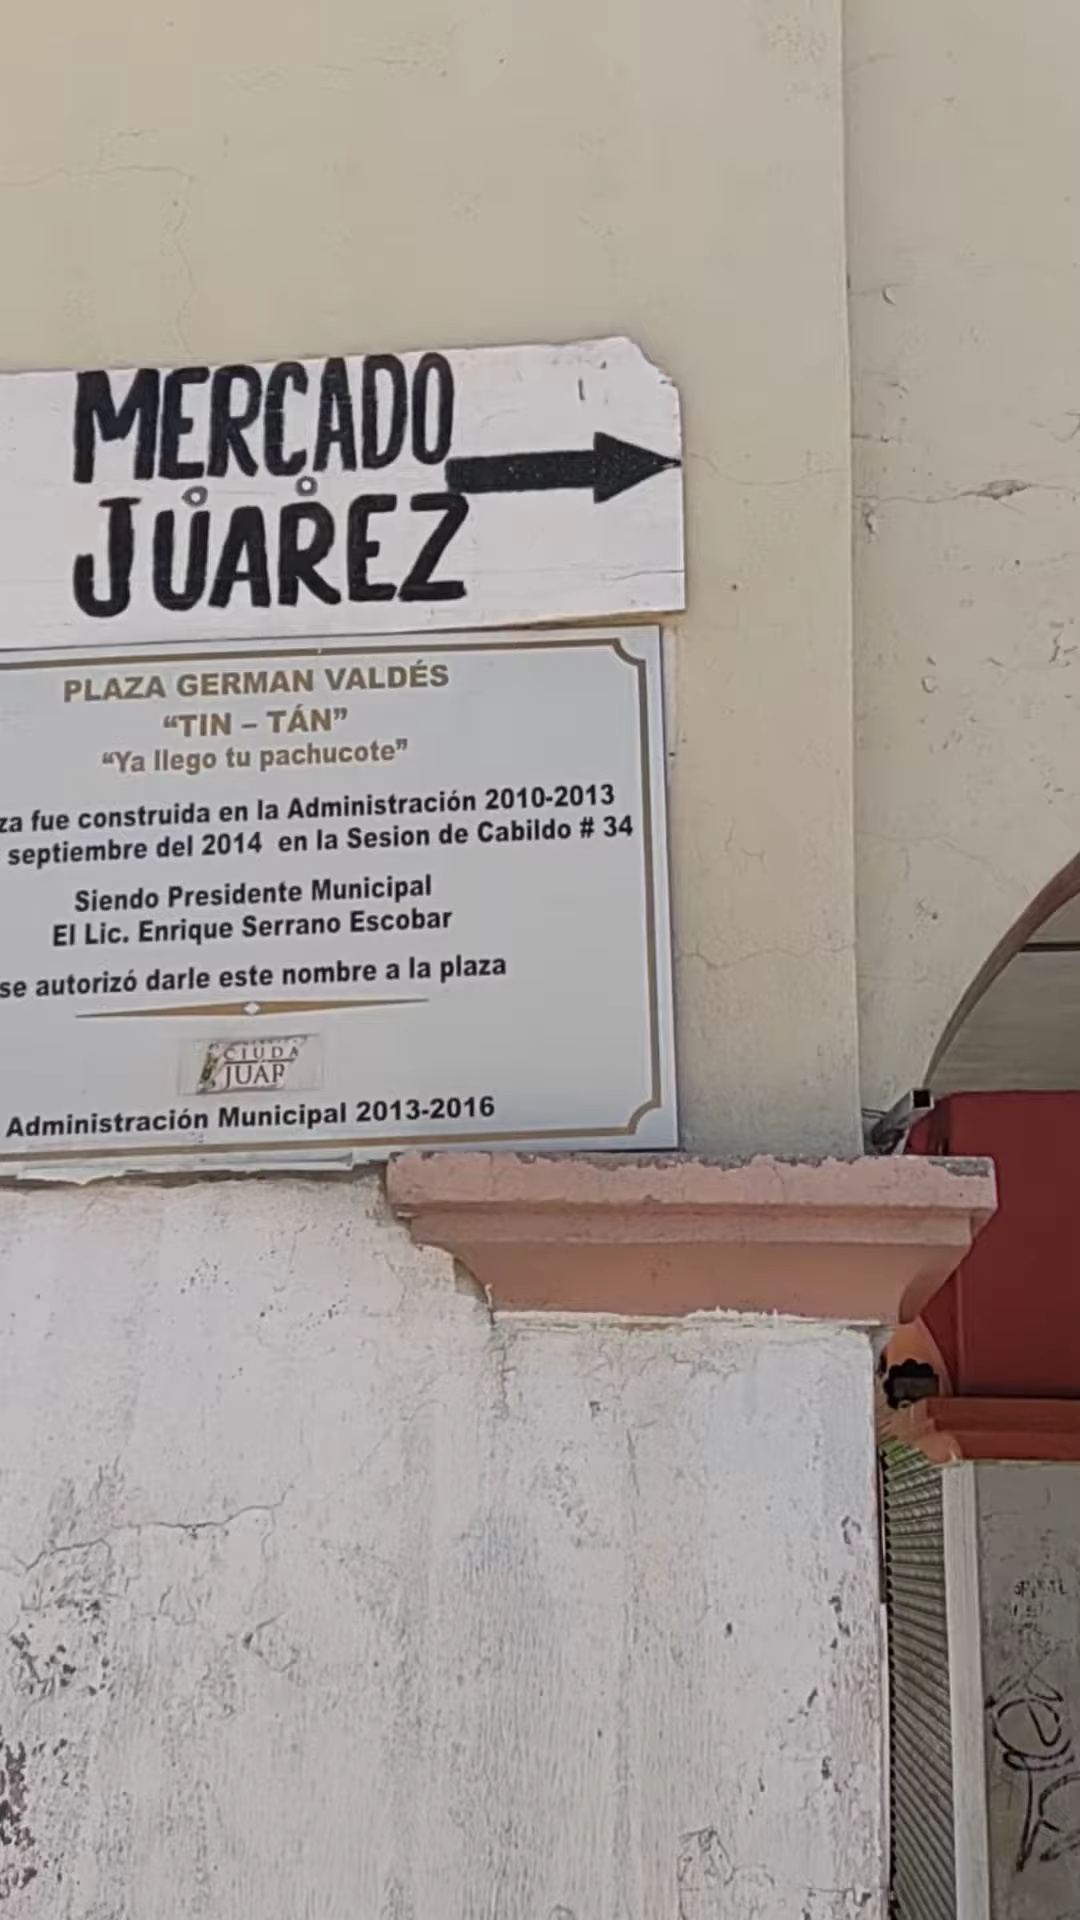 MERCADO
JUAREZ
PLAZA GERMAN VALDÉS
“TIN – TÁN”
“Ya llego tu pachucote”
za fue construida en la Administración 2010-2013
septiembre del 2014 en la Sesion de Cabildo # 34
Siendo Presidente Municipal
El Lic. Enrique Serrano Escobar
se autorizó darle este nombre a la plaza
CIUDA
JUAR
Administración Municipal 2013-2016